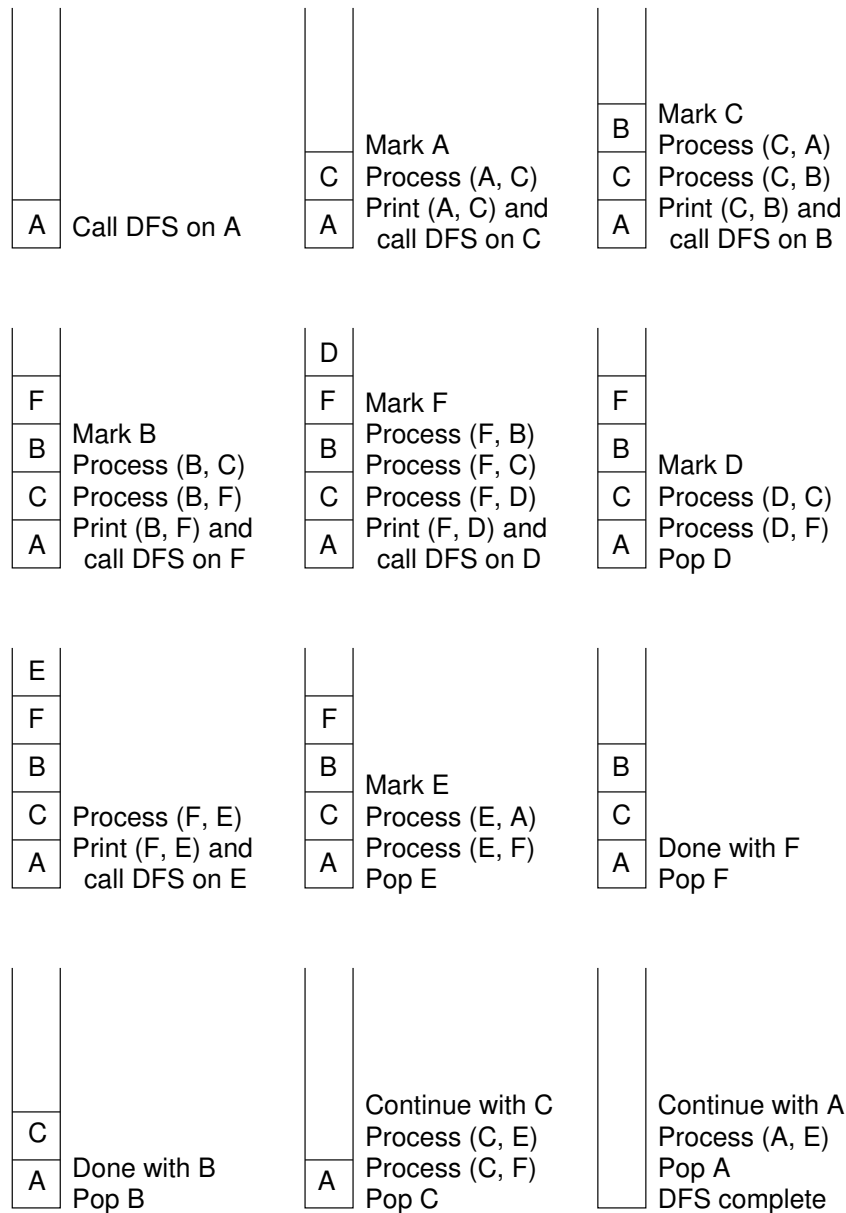 A
Call DFS on A
C
A
Mark A
Process (A, C)
Print (A, C) and
call DFS on C
B
C
A
Mark C
Process (C, A)
Process (C, B)
Print (C, B) and
call DFS on B
F
B
C
A
Mark B
Process (B, C)
Process (B, F)
Print (B, F) and
call DFS on F
D
F
B
C
A
Mark F
Process (F, B)
Process (F, C)
Process (F, D)
Print (F, D) and
call DFS on D
F
B
C
A
Mark D
Process (D, C)
Process (D, F)
Pop D
E
F
B
C
A
Process (F, E)
Print (F, E) and
call DFS on E
F
B
C
A
Mark E
Process (E, A)
Process (E, F)
Pop E
B
C
A
Done with F
Pop F
C
A
Done with B
Pop B
A
Continue with C
Process (C, E)
Process (C, F)
Pop C
Continue with A
Process (A, E)
Pop A
DFS complete